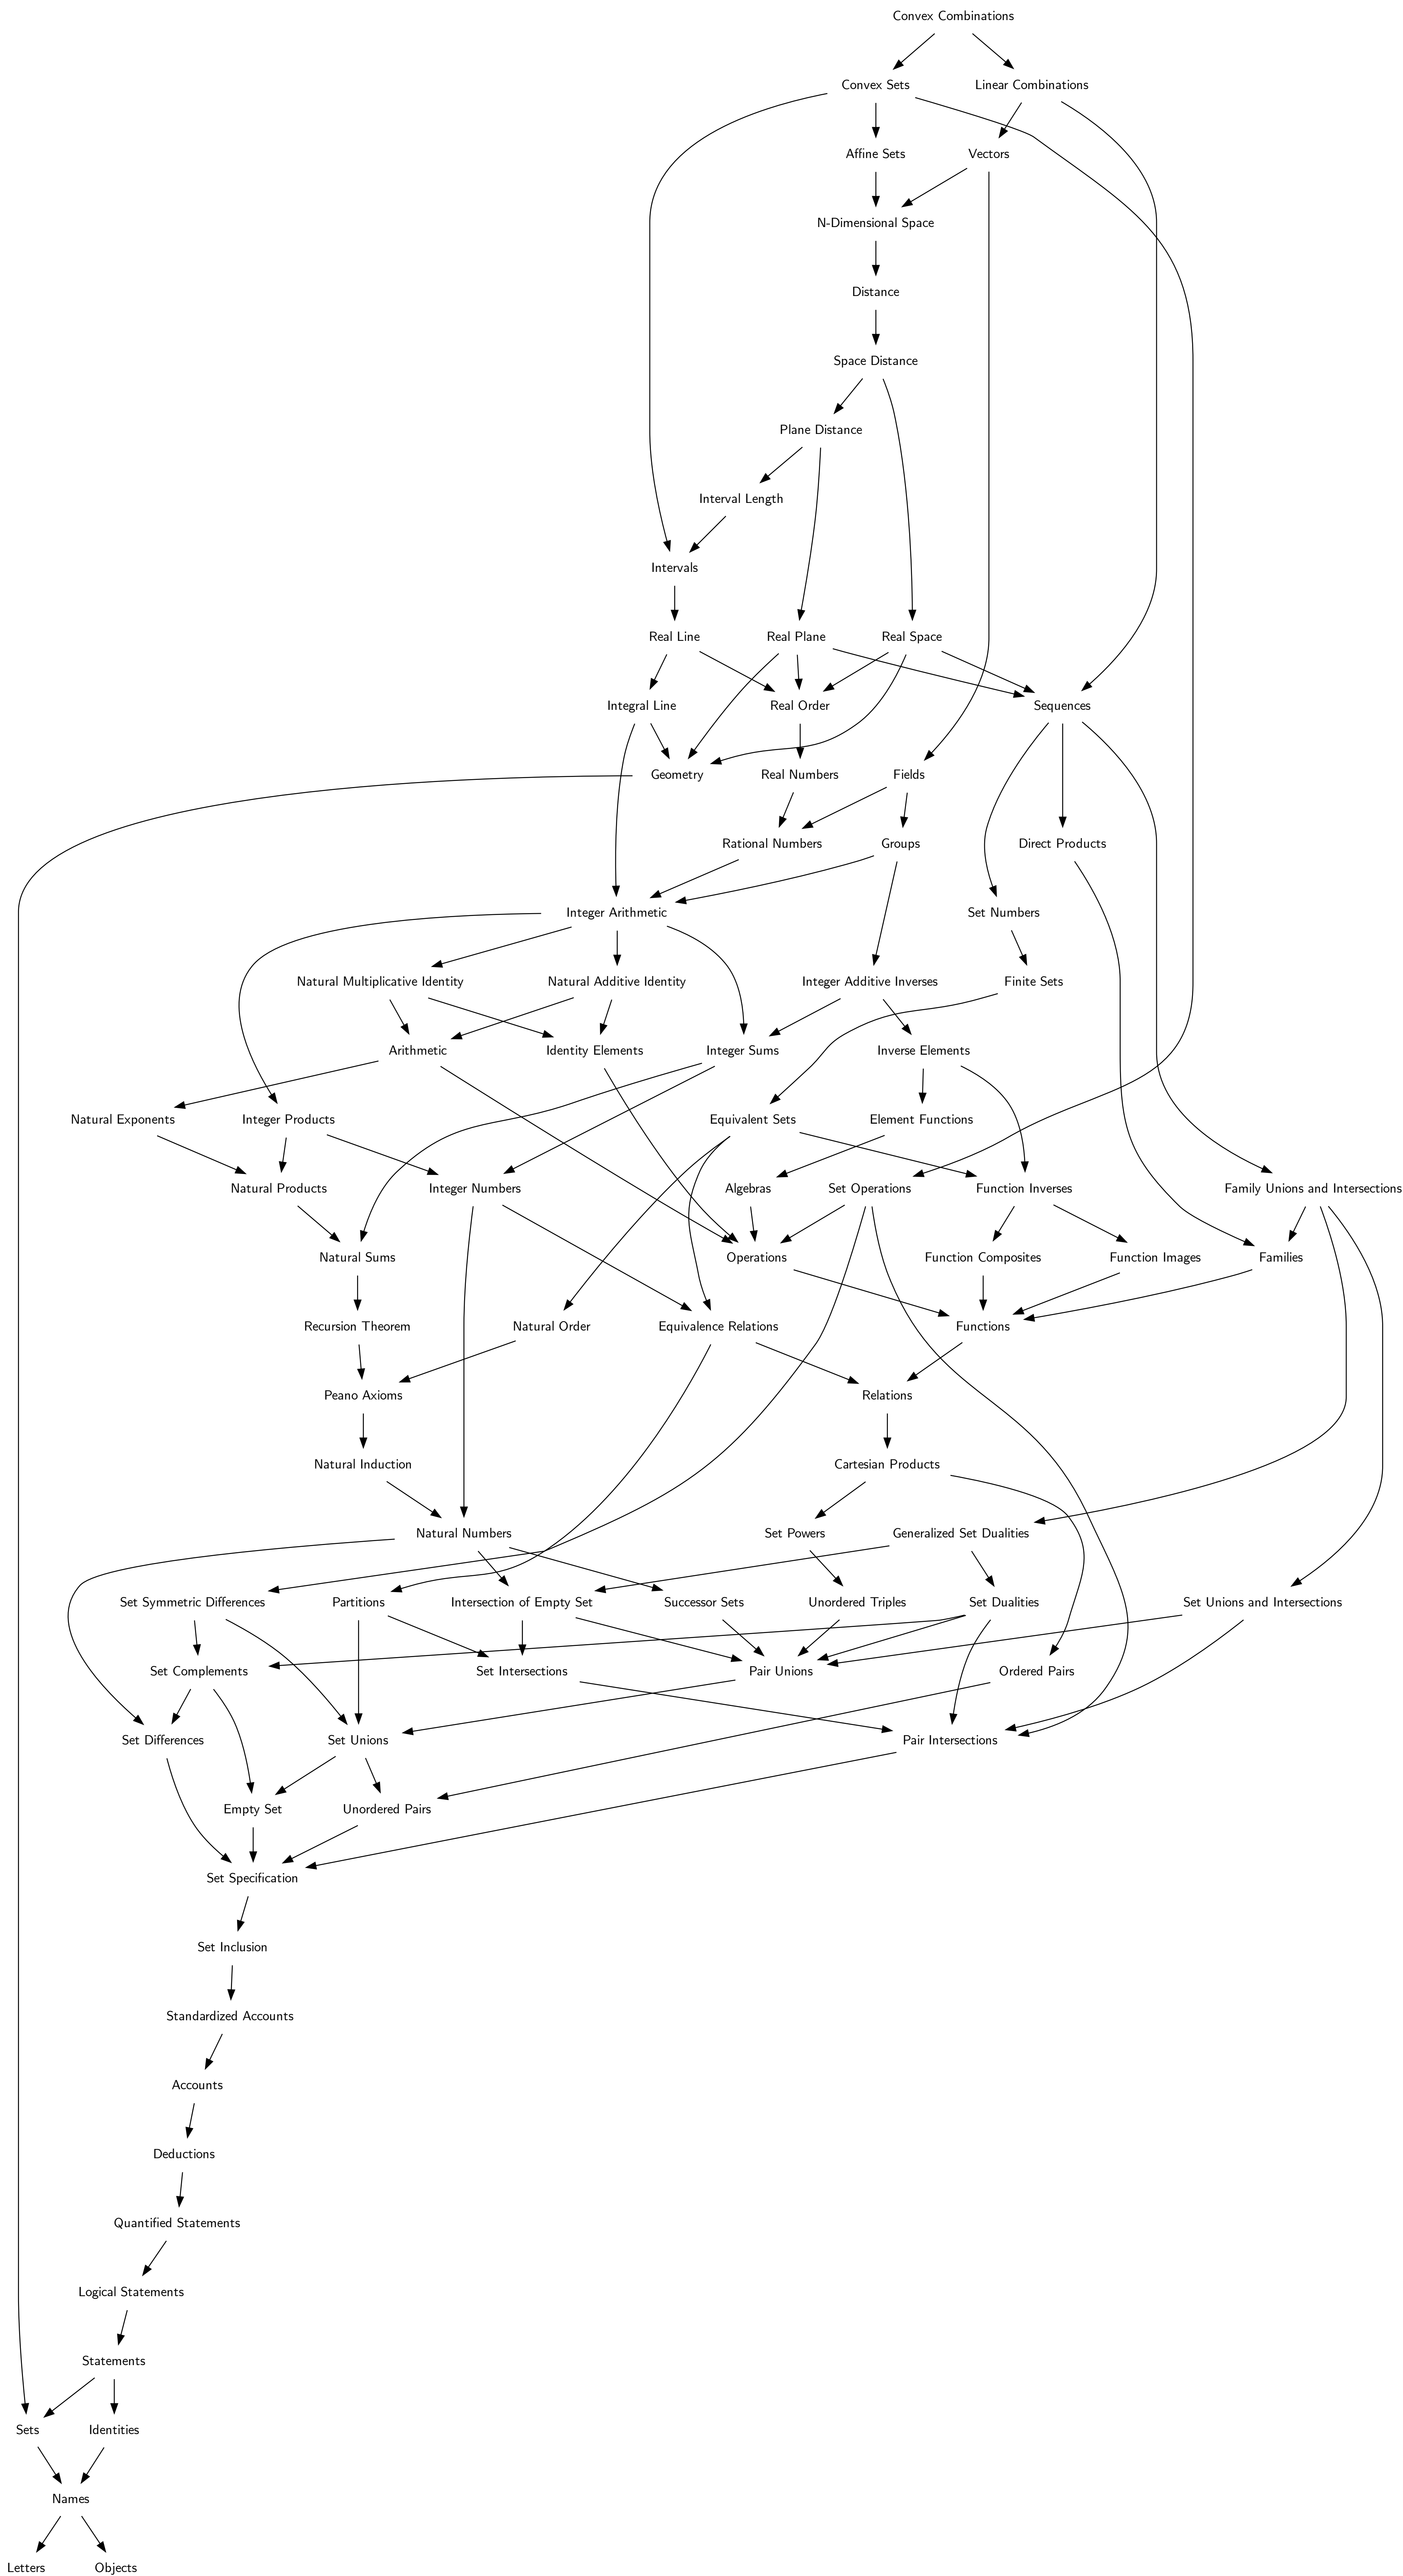 Convex Combinations
Convex Sets
Linear Combinations
Affine Sets
Vectors
N-Dimensional Space
Distance
Space Distance
Plane Distance
Interval Length
Intervals
Real Line
Real Plane
Real Space
Integral Line
Real Order
Sequences
Geometry
Real Numbers
Fields
Rational Numbers
Groups
Direct Products
Integer Arithmetic
Set Numbers
Natural Multiplicative Identity
Natural Additive Identity
Integer Additive Inverses
Finite Sets
Arithmetic
Identity Elements
Integer Sums
Inverse Elements
Natural Exponents
Integer Products
Equivalent Sets
Element Functions
Natural Products
Integer Numbers
Algebras
Set Operations
Function Inverses
Family Unions and Intersections
Natural Sums
Operations
Function Composites
Function Images
Families
Recursion Theorem
Natural Order
Equivalence Relations
Functions
Peano Axioms
Relations
Natural Induction
Cartesian Products
Natural Numbers
Set Powers
Generalized Set Dualities
Set Symmetric Differences
Partitions
Intersection of Empty Set
Successor Sets
Unordered Triples
Set Dualities
Set Unions and Intersections
Set Complements
Set Intersections
Pair Unions
Ordered Pairs
Set Differences
Set Unions
Pair Intersections
Empty Set
Unordered Pairs
Set Specification
Set Inclusion
Standardized Accounts
Accounts
Deductions
Quantified Statements
Logical Statements
Statements
Sets
Identities
Names
Letters
Objects